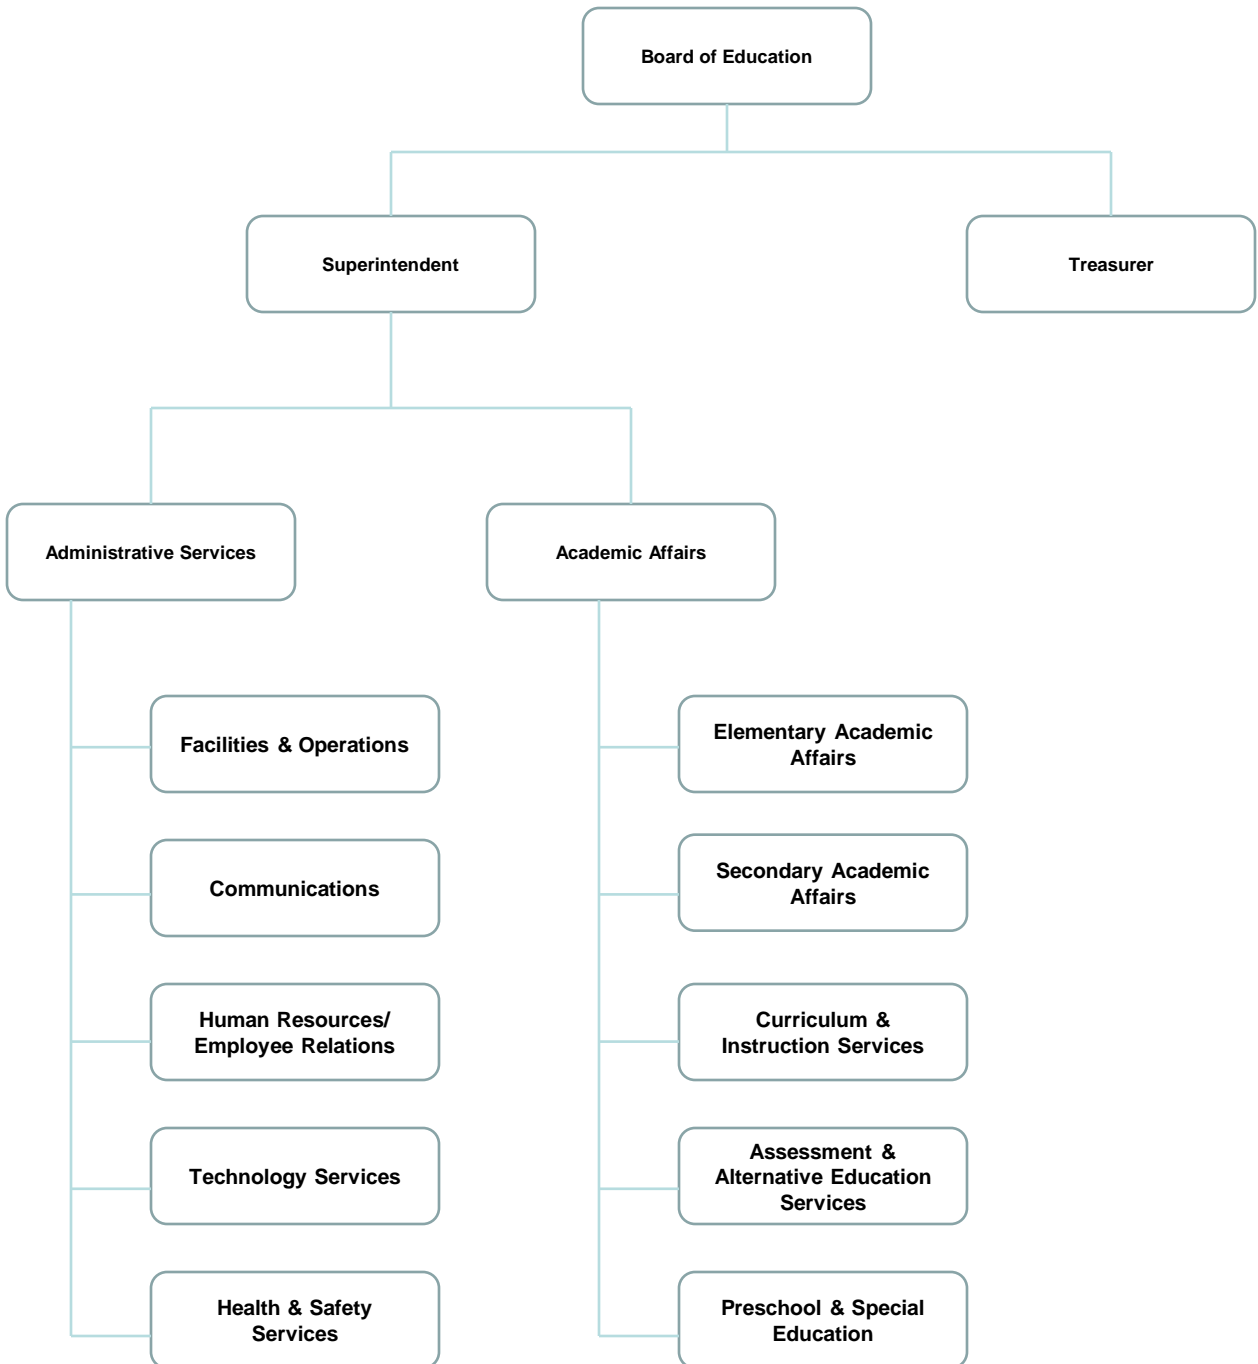 Board of Education
Superintendent
Treasurer
Administrative Services
Academic Affairs
Facilities & Operations
Communications
Human Resources/
Employee Relations
Technology Services
Health & Safety
Services
Elementary Academic
Affairs
Secondary Academic
Affairs
Curriculum &
Instruction Services
Assessment &
Alternative Education
Services
Preschool & Special
Education